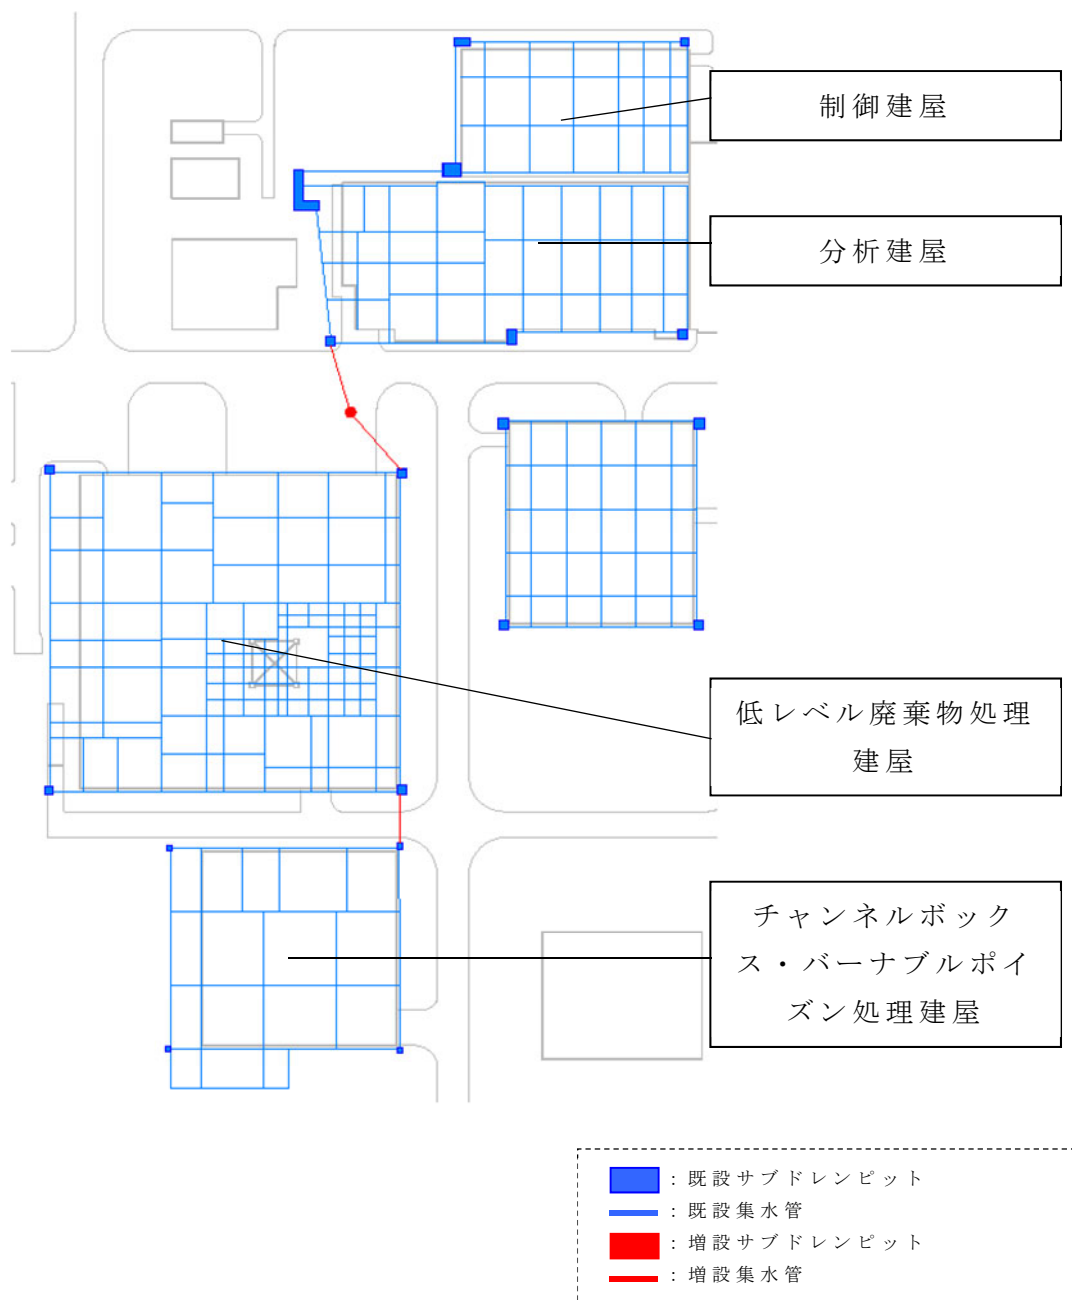 制御建屋
分析建屋
低レベル廃棄物処理
建屋
チャンネルボック
ス・バーナブルポイ
ズン処理建屋
：既設サブドレンピット
：既設集水管
：増設サブドレンピット
：増設集水管